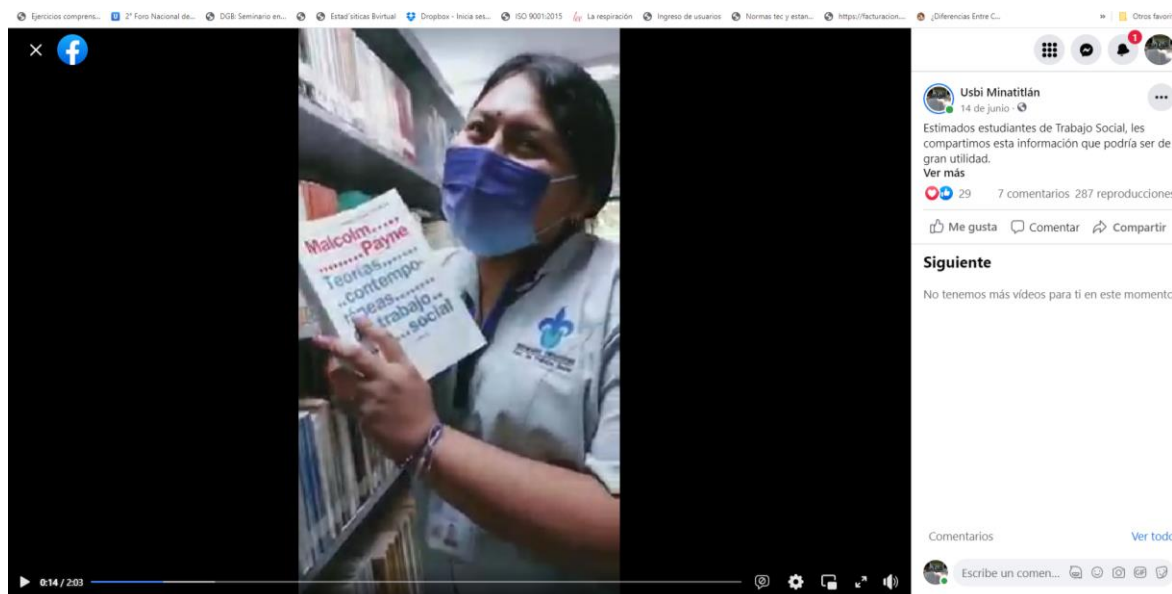 Ejercicios comprens...
2° Foro Nacional de...
DGB: Seminario en...
Estad´siticas Bvirtual
Dropbox - Inicia ses...
ISO 9001:2015
La respiración
Ingreso de usuarios
Normas tec y estan...
https://facturacion....
¿Diferencias Entre C...
»
Otros favori
1
Usbi Minatitlán
14 de junio ·
Estimados estudiantes de Trabajo Social, les
compartimos esta información que podría ser de
gran utilidad.
Ver más
29 7 comentarios 287 reproducciones
Me gusta Comentar Compartir
Siguiente
No tenemos más vídeos para ti en este momento
Malcolm.....
........Payne
Teorías......
..contempo-
ráneas.......
trabajo..
social
0:14 / 2:03
Comentarios Ver todo
Escribe un comen...
GIF